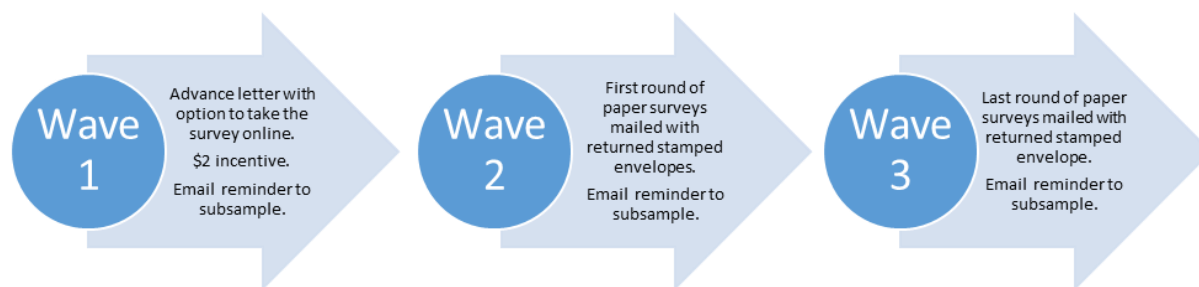 Wave
1
Advance letter with
option to take the
survey online.
$2 incentive.
Email reminder to
subsample.
Wave
2
First round of
paper surveys
mailed with
returned stamped
envelopes.
Email reminder to
subsample.
Wave
3
Last round of paper
surveys mailed with
returned stamped
envelope.
Email reminder to
subsample.